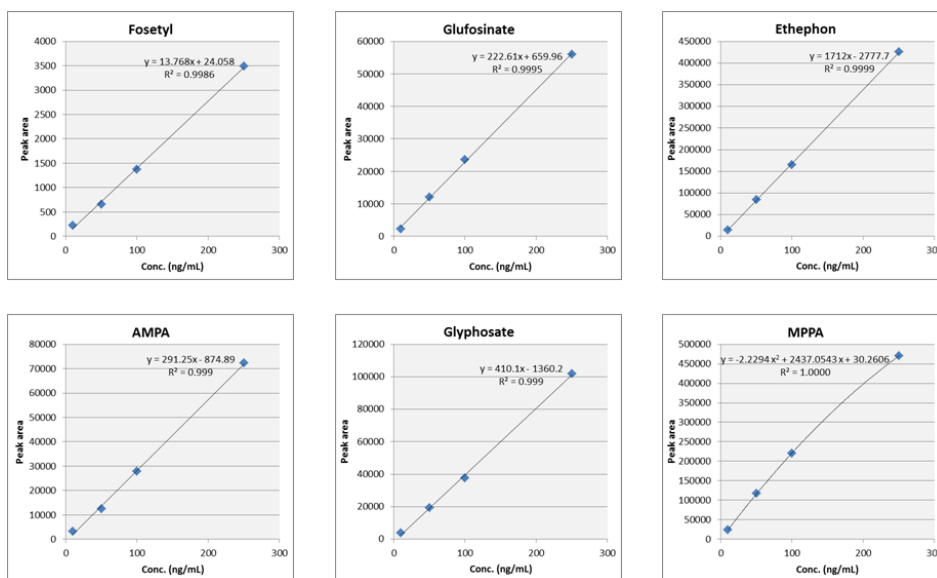 Fosetyl
4000
3500
3000
2500
2000
1500
1000
500
0
y = 13.768x + 24.058
R² = 0.9986
Peak area
0 100 200 300
Conc. (ng/mL)
Glufosinate
60000
50000
40000
30000
20000
10000
0
y = 222.61x + 659.96
R² = 0.9995
Peak area
0 100 200 300
Conc. (ng/mL)
Ethephon
450000
400000
350000
300000
250000
200000
150000
100000
50000
0
y = 1712x - 2777.7
R² = 0.9999
Peak area
0 100 200 300
Conc. (ng/mL)
AMPA
80000
70000
60000
50000
40000
30000
20000
10000
0
y = 291.25x - 874.89
R² = 0.999
Peak area
0 100 200 300
Conc. (ng/mL)
Glyphosate
120000
100000
80000
60000
40000
20000
0
y = 410.1x - 1360.2
R² = 0.999
Peak area
0 100 200 300
Conc. (ng/mL)
MPPA
500000
450000
400000
350000
300000
250000
200000
150000
100000
50000
0
y = -2.2294x² + 2437.0543x + 30.2606
R² = 1.0000
Peak area
0 100 200 300
Conc. (ng/mL)